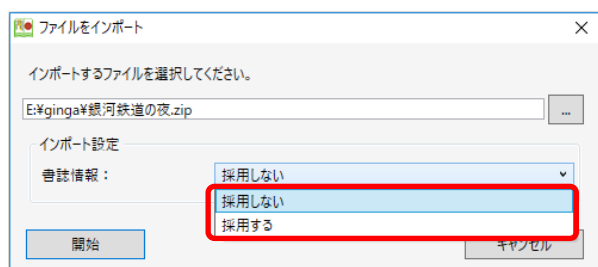 ファイルをインポート
インポートするファイルを選択してください。
E:¥ginga¥銀河鉄道の夜.zip
...
インポート設定
書誌情報：
採用しない
採用しない
採用する
開始
キャンセル